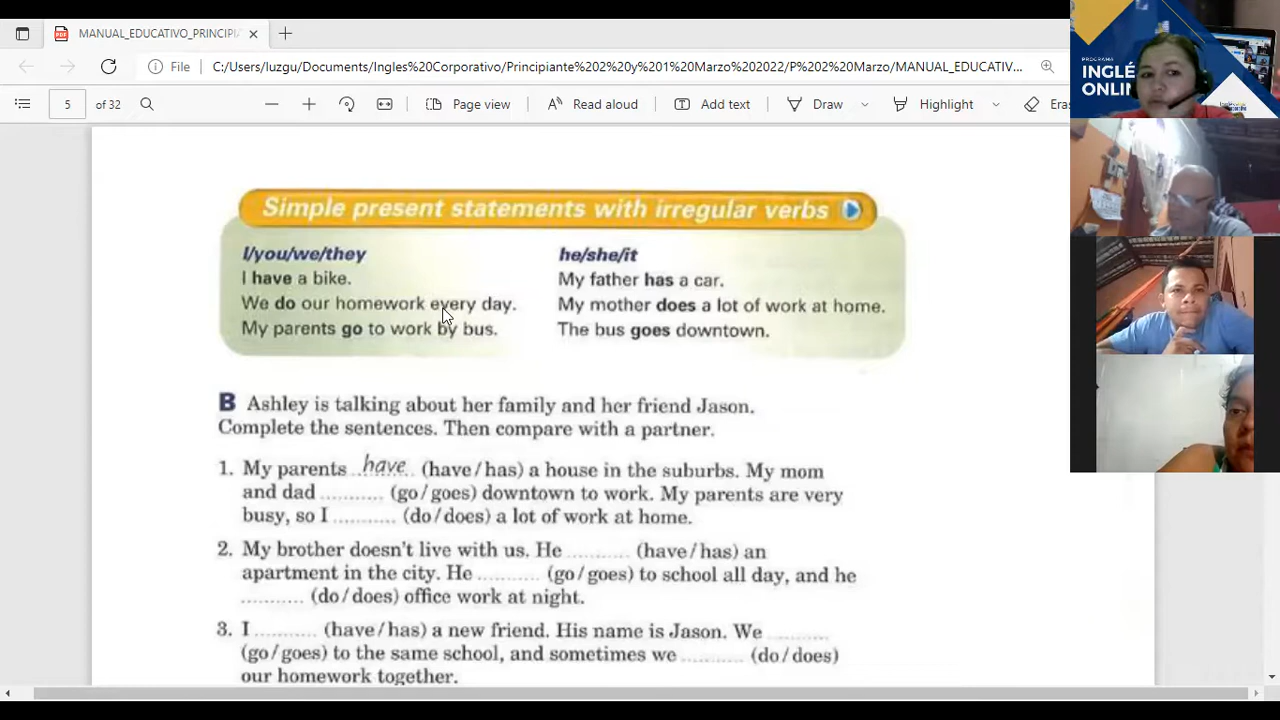 MANUAL_EDUCATIVO_PRINCIPIA
File
C:/Users/luzgu/Documents/Ingles%20Corporativo/Principiante%202%20y%201%20Marzo%2022/P%202%20Marzo/MANUAL_EDUCATIV...
5 of 32
Page view
Read aloud
Add text
Draw
Highlight
Eras
Simple present statements with irregular verbs
I/you/we/they
I have a bike.
We do our homework every day.
My parents go to work by bus.
he/she/it
My father has a car.
My mother does a lot of work at home.
The bus goes downtown.
B Ashley is talking about her family and her friend Jason.
Complete the sentences. Then compare with a partner.
1. My parents have (have/has) a house in the suburbs. My mom
and dad .......... (go/goes) downtown to work. My parents are very
busy, so I .......... (do/does) a lot of work at home.
2. My brother doesn't live with us. He .......... (have/has) an
apartment in the city. He .......... (go/goes) to school all day, and he
.......... (do/does) office work at night.
3. I .......... (have/has) a new friend. His name is Jason. We ..........
(go/goes) to the same school, and sometimes we .......... (do/does)
our homework together.
PROGRAMA
INGLÉ
ONLIN